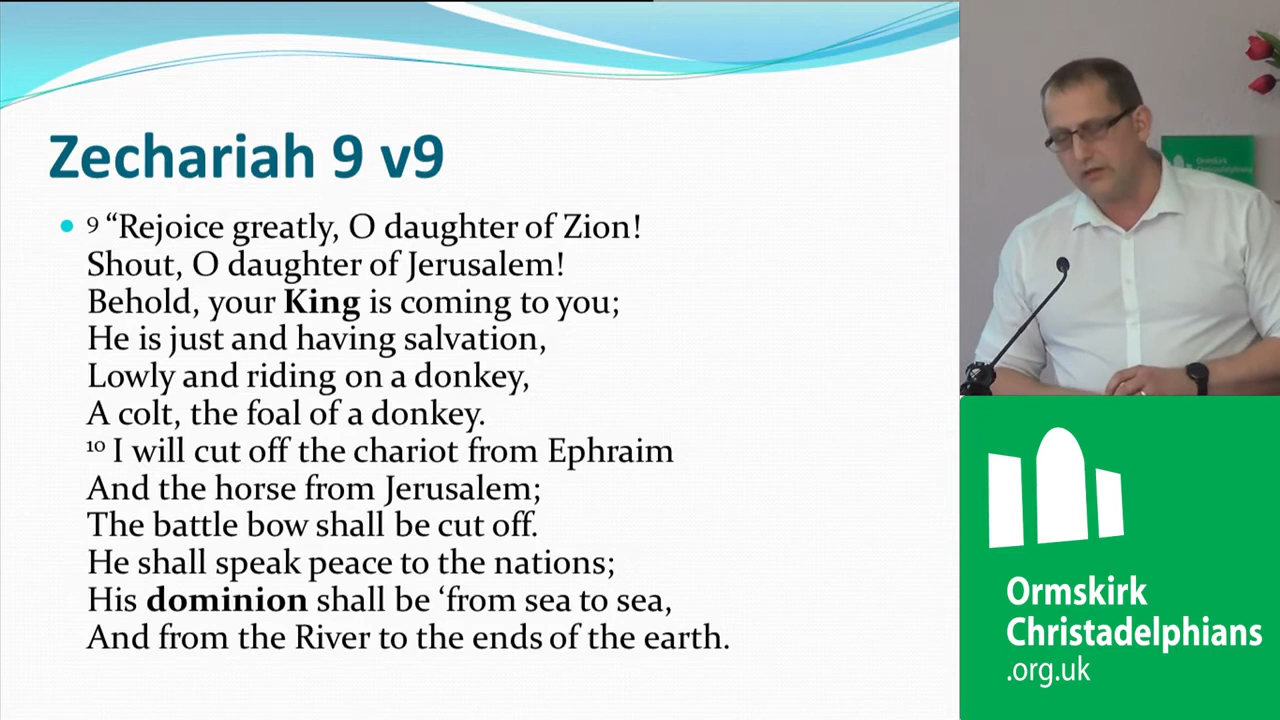 Zechariah 9 v9
• 9 “Rejoice greatly, O daughter of Zion!
Shout, O daughter of Jerusalem!
Behold, your King is coming to you;
He is just and having salvation,
Lowly and riding on a donkey,
A colt, the foal of a donkey.
10 I will cut off the chariot from Ephraim
And the horse from Jerusalem;
The battle bow shall be cut off.
He shall speak peace to the nations;
His dominion shall be ‘from sea to sea,
And from the River to the ends of the earth.
Ormskirk
Christadelphians
Ormskirk
Christadelphians
.org.uk